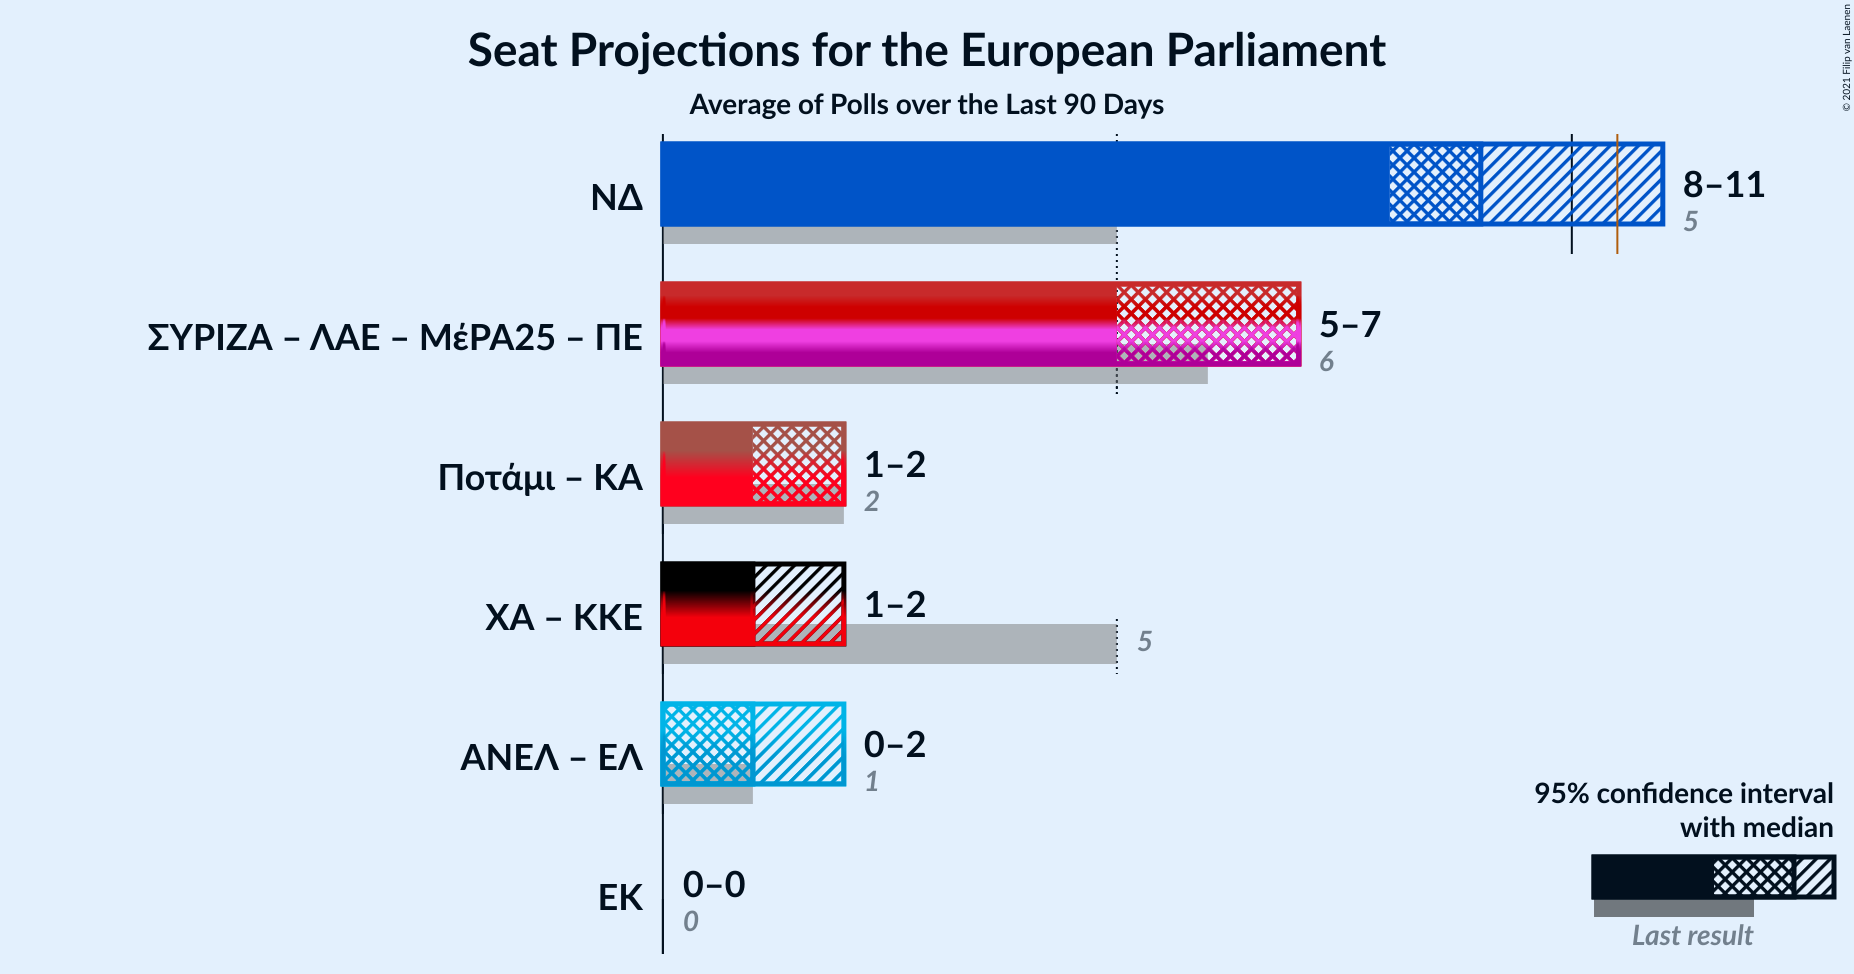 Seat Projections for the European Parliament
Average of Polls over the Last 90 Days
© 2021 Filip van Laenen
ΝΔ
8–11
5
ΣΥΡΙΖΑ – ΛΑΕ – ΜέΡΑ25 – ΠΕ
5–7
6
Ποτάμι – ΚΑ
1–2
2
ΧΑ – ΚΚΕ
1–2
5
ΑΝΕΛ – ΕΛ
0–2
1
ΕΚ
0–0
0
95% confidence interval
with median
Last result